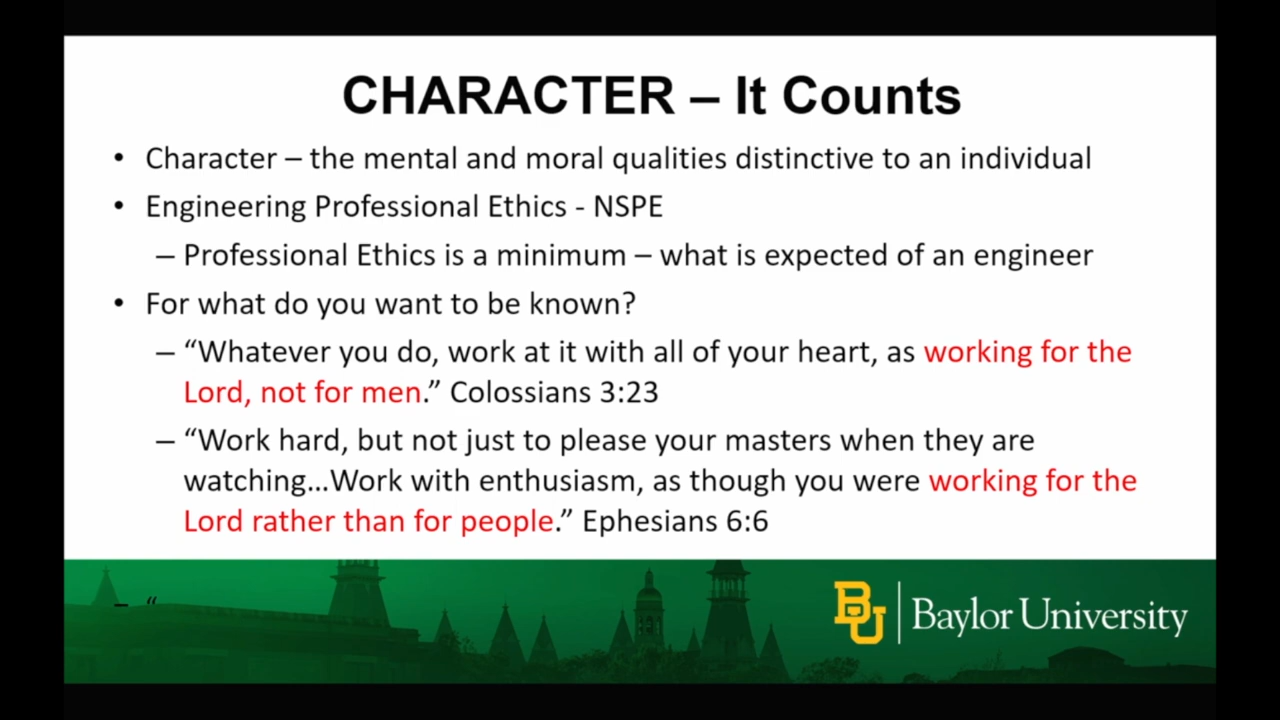 CHARACTER – It Counts
• Character – the mental and moral qualities distinctive to an individual
• Engineering Professional Ethics - NSPE
– Professional Ethics is a minimum – what is expected of an engineer
• For what do you want to be known?
– “Whatever you do, work at it with all of your heart, as working for the
Lord, not for men.” Colossians 3:23
– “Work hard, but not just to please your masters when they are
watching…Work with enthusiasm, as though you were working for the
Lord rather than for people.” Ephesians 6:6
– “
BU | Baylor University